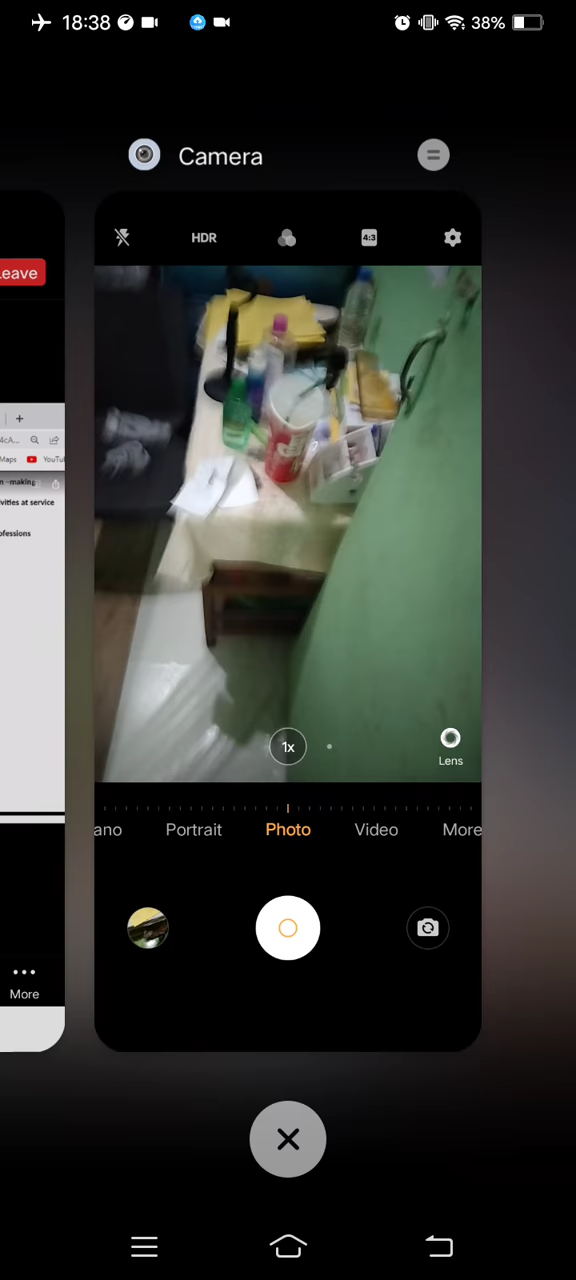 18:38
38%
Camera
Leave
HDR
4:3
+
4cA...
Maps
n -making
vities at service
ofessions
1x
Lens
ano
Portrait
Photo
Video
More
More